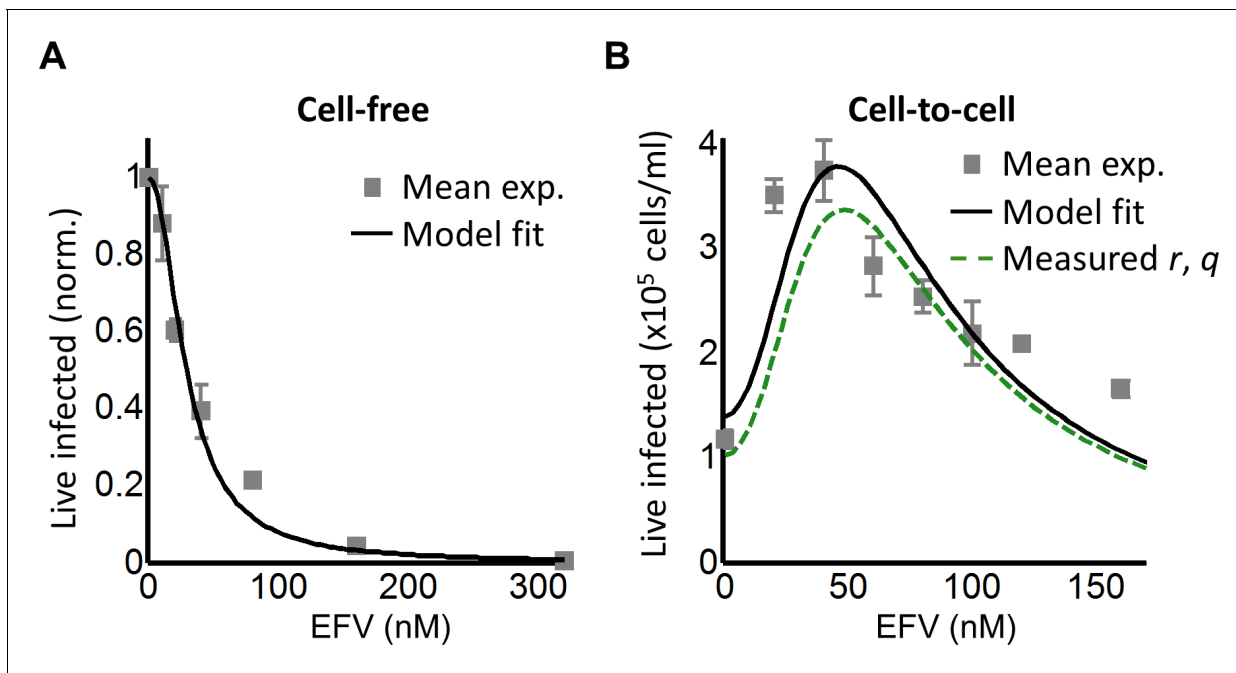 A
Cell-free
Live infected (norm.)
1
0.8
0.6
0.4
0.2
0
Mean exp.
Model fit
0 100 200 300
EFV (nM)
B
Cell-to-cell
Live infected (x10⁵ cells/ml)
4
3
2
1
0
Mean exp.
Model fit
Measured r, q
0 50 100 150
EFV (nM)